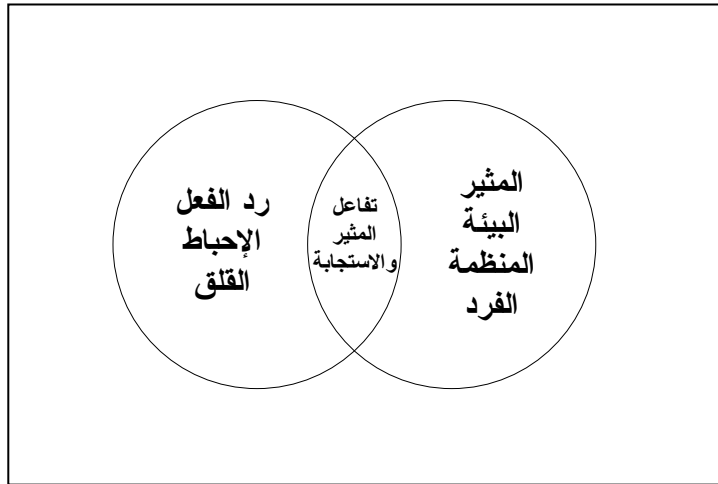 المثير
البيئة
المنظمة
الفرد
تفاعل
المثير
والاستجابة
رد الفعل
الإحباط
القلق